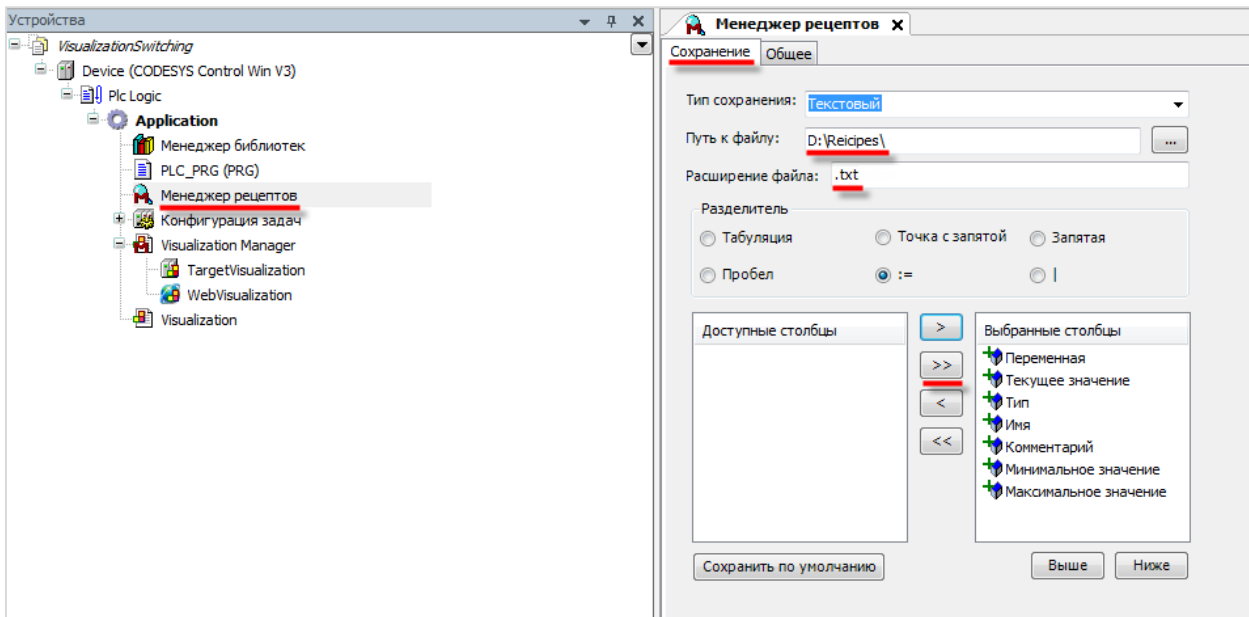 Устройства
VisualizationSwitching
Device (CODESYS Control Win V3)
Plc Logic
Application
Менеджер библиотек
PLC_PRG (PRG)
Менеджер рецептов
Конфигурация задач
Visualization Manager
TargetVisualization
WebVisualization
Visualization
Менеджер рецептов X
Сохранение Общее
Тип сохранения: Текстовый
Путь к файлу: D:\Reicipes\ ...
Расширение файла: .txt
Разделитель
Табуляция Точка с запятой Запятая
Пробел := |
Доступные столбцы > Выбранные столбцы
Переменная
>>
Текущее значение
< Тип
Имя
<< Комментарий
Минимальное значение
Максимальное значение
Сохранить по умолчанию Выше Ниже